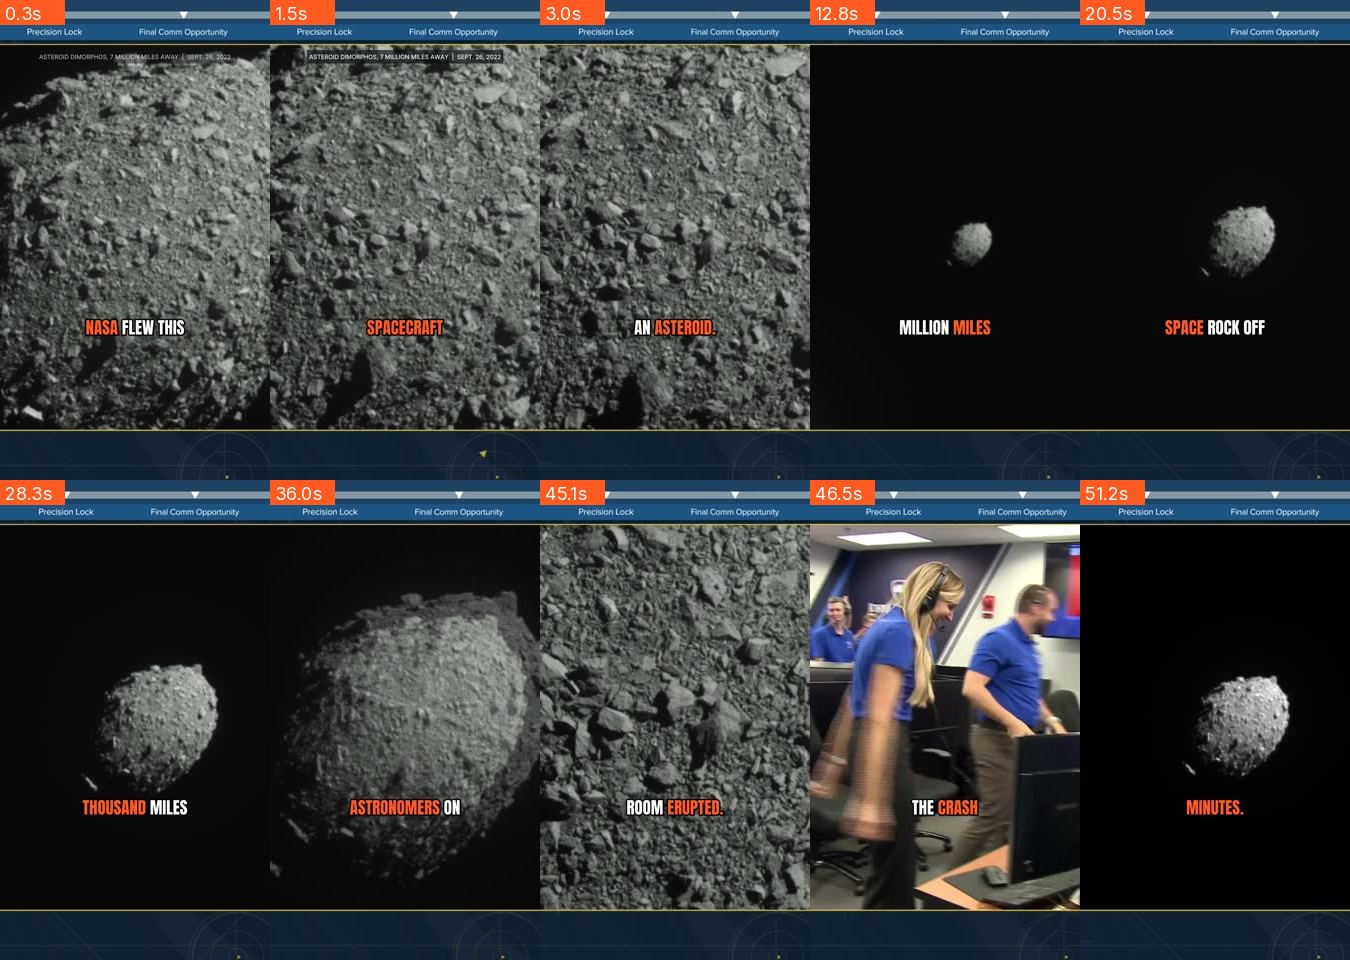 0.3s
Precision Lock Final Comm Opportunity
ASTEROID DIMORPHOS, 7 MILLION MILES AWAY | SEPT. 26, 2022
NASA FLEW THIS
1.5s
Precision Lock Final Comm Opportunity
ASTEROID DIMORPHOS, 7 MILLION MILES AWAY | SEPT. 26, 2022
SPACECRAFT
3.0s
Precision Lock Final Comm Opportunity
AN ASTEROID.
12.8s
Precision Lock Final Comm Opportunity
MILLION MILES
20.5s
Precision Lock Final Comm Opportunity
SPACE ROCK OFF
28.3s
Precision Lock Final Comm Opportunity
THOUSAND MILES
36.0s
Precision Lock Final Comm Opportunity
ASTRONOMERS ON
45.1s
Precision Lock Final Comm Opportunity
ROOM ERUPTED.
46.5s
Precision Lock Final Comm Opportunity
THE CRASH
51.2s
Precision Lock Final Comm Opportunity
MINUTES.